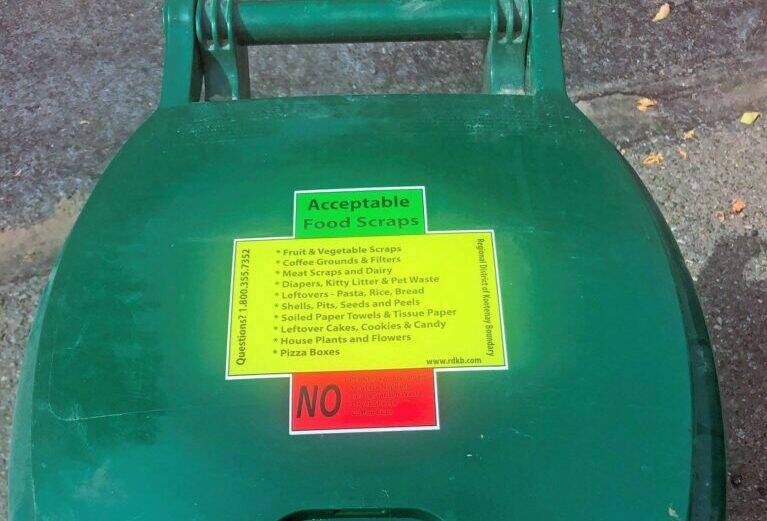 Acceptable
Food Scraps
Questions? 1.800.355.7352
* Fruit & Vegetable Scraps
* Coffee Grounds & Filters
* Meat Scraps and Dairy
* Diapers, Kitty Litter & Pet Waste
* Leftovers - Pasta, Rice, Bread
* Shells, Pits, Seeds and Peels
* Soiled Paper Towels & Tissue Paper
* Leftover Cakes, Cookies & Candy
* House Plants and Flowers
* Pizza Boxes
Regional District of Kootenay Boundary
www.rdkb.com
NO